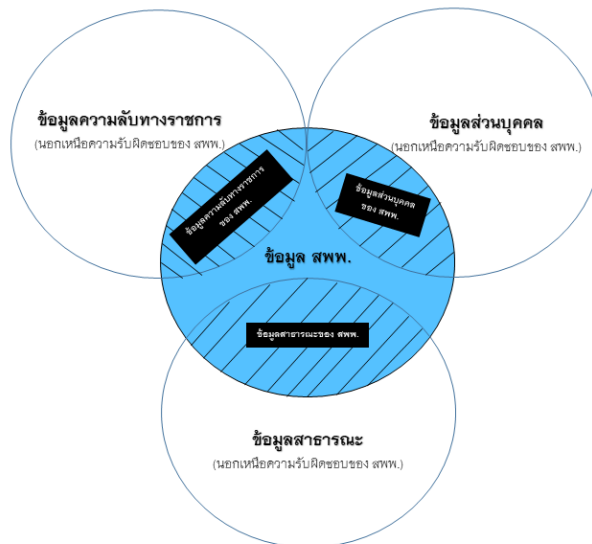 ข้อมูลความลับทางราชการ
(นอกเหนือความรับผิดชอบของ สพพ.)
ข้อมูลส่วนบุคคล
(นอกเหนือความรับผิดชอบของ สพพ.)
ข้อมูลความลับทางราชการ
ของ สพพ.
ข้อมูลส่วนบุคคล
ของ สพพ.
ข้อมูล สพพ.
ข้อมูลสาธารณะของ สพพ.
ข้อมูลสาธารณะ
(นอกเหนือความรับผิดชอบของ สพพ.)